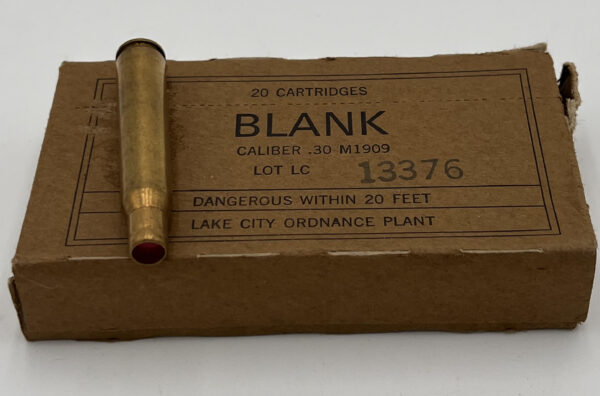 20 CARTRIDGES
BLANK
CALIBER .30 M1909
LOT LC 13376
DANGEROUS WITHIN 20 FEET
LAKE CITY ORDNANCE PLANT